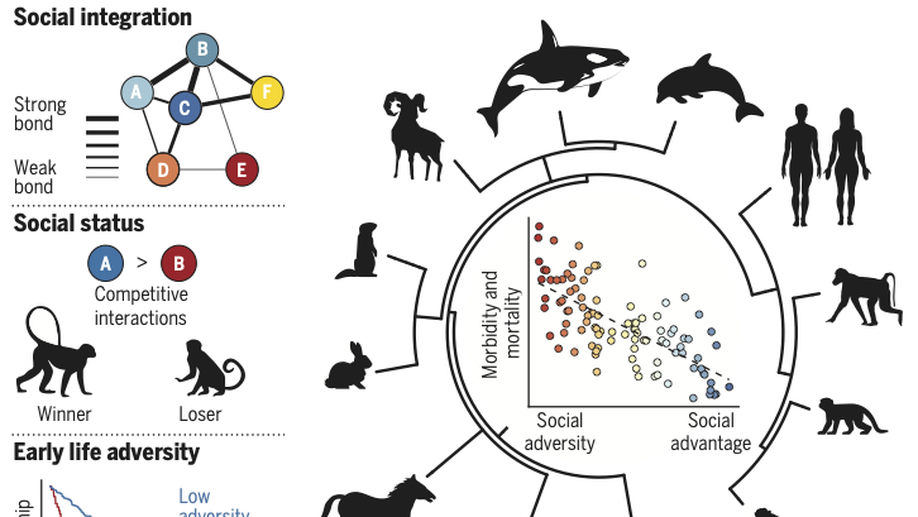 Social integration
B
A
C
F
Strong
bond
Weak
bond
D
E
Social status
A > B
Competitive
interactions
Winner
Loser
Early life adversity
Low
adversity
Morbidity and
mortality
Social
adversity
Social
advantage